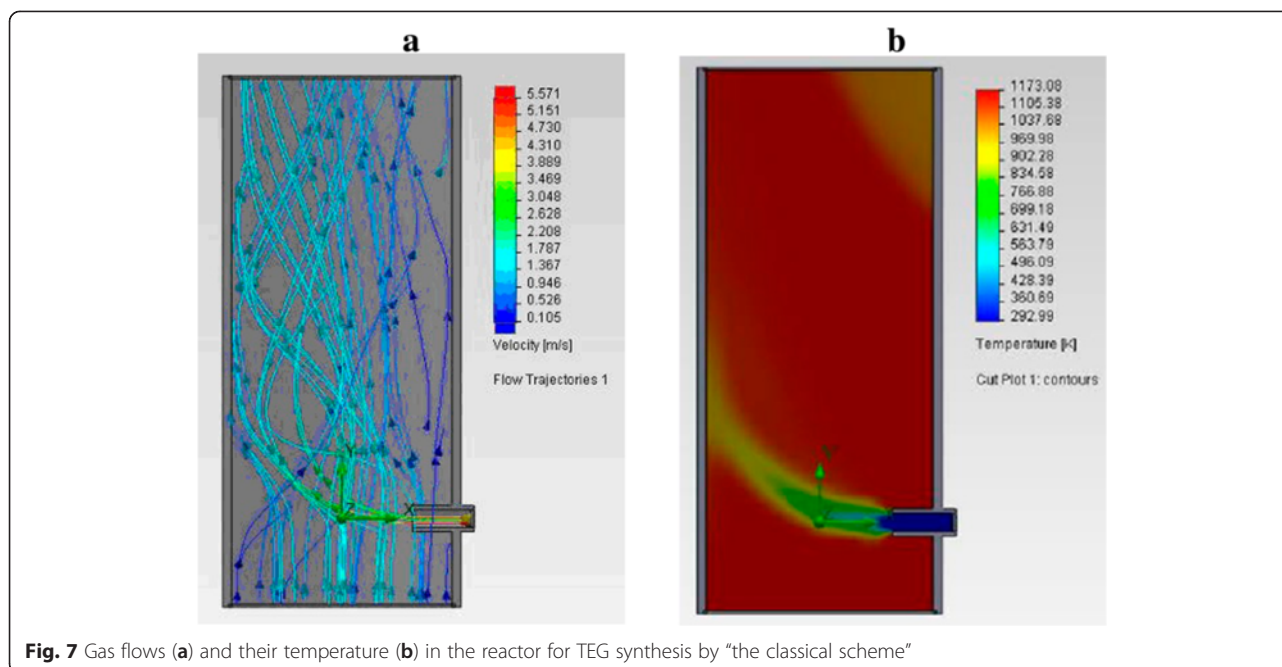 a
b
5.571
5.151
4.730
4.310
3.889
3.469
3.048
2.628
2.208
1.787
1.367
0.946
0.526
0.105
Velocity [m/s]
Flow Trajectories 1
Y
Z
X
1173.08
1105.38
1037.68
969.98
902.28
834.58
766.88
699.18
631.49
563.79
496.09
428.39
360.69
292.99
Temperature [K]
Cut Plot 1: contours
Y
Fig. 7 Gas flows (a) and their temperature (b) in the reactor for TEG synthesis by “the classical scheme”